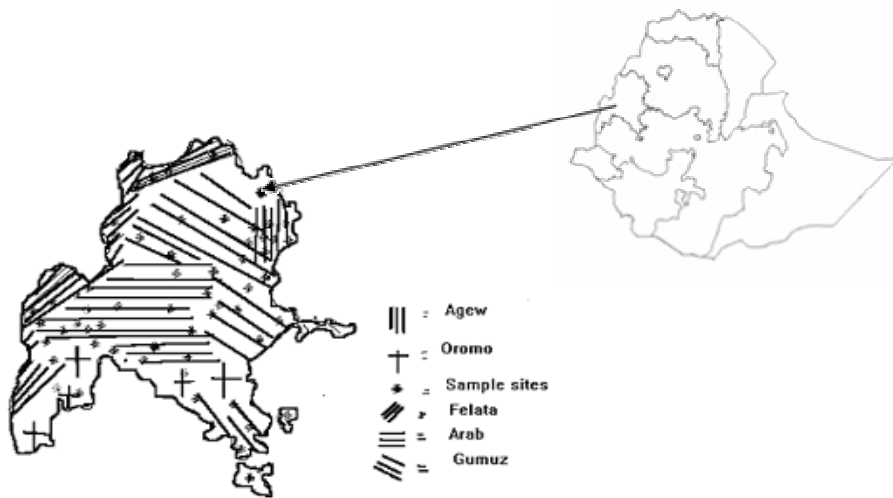 = Agew
= Oromo
= Sample sites
= Felata
= Arab
= Gumuz